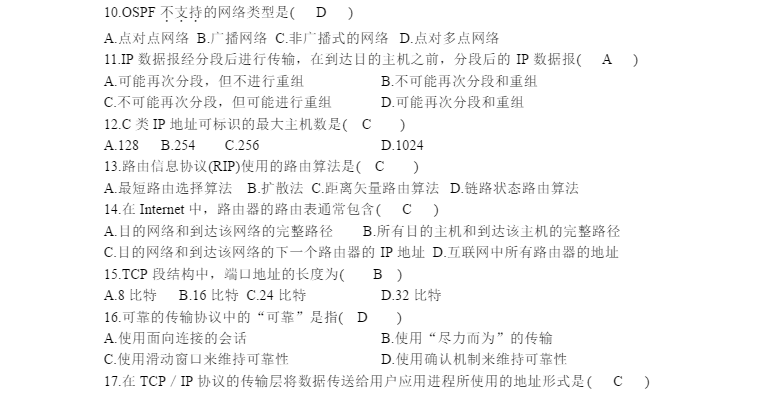 10.OSPF 不支持的网络类型是( D )
A.点对点网络 B.广播网络 C.非广播式的网络 D.点对多点网络
11.IP 数据报经分段后进行传输，在到达目的主机之前，分段后的 IP 数据报( A )
A.可能再次分段，但不进行重组 B.不可能再次分段和重组
C.不可能再次分段，但可能进行重组 D.可能再次分段和重组
12.C 类 IP 地址可标识的最大主机数是( C )
A.128 B.254 C.256 D.1024
13.路由信息协议(RIP)使用的路由算法是( C )
A.最短路由选择算法 B.扩散法 C.距离矢量路由算法 D.链路状态路由算法
14.在 Internet 中，路由器的路由表通常包含( C )
A.目的网络和到达该网络的完整路径 B.所有目的主机和到达该主机的完整路径
C.目的网络和到达该网络的下一个路由器的 IP 地址 D.互联网中所有路由器的地址
15.TCP 段结构中，端口地址的长度为( B )
A.8 比特 B.16 比特 C.24 比特 D.32 比特
16.可靠的传输协议中的“可靠”是指( D )
A.使用面向连接的会话 B.使用“尽力而为”的传输
C.使用滑动窗口来维持可靠性 D.使用确认机制来维持可靠性
17.在 TCP／IP 协议的传输层将数据传送给用户应用进程所使用的地址形式是( C )